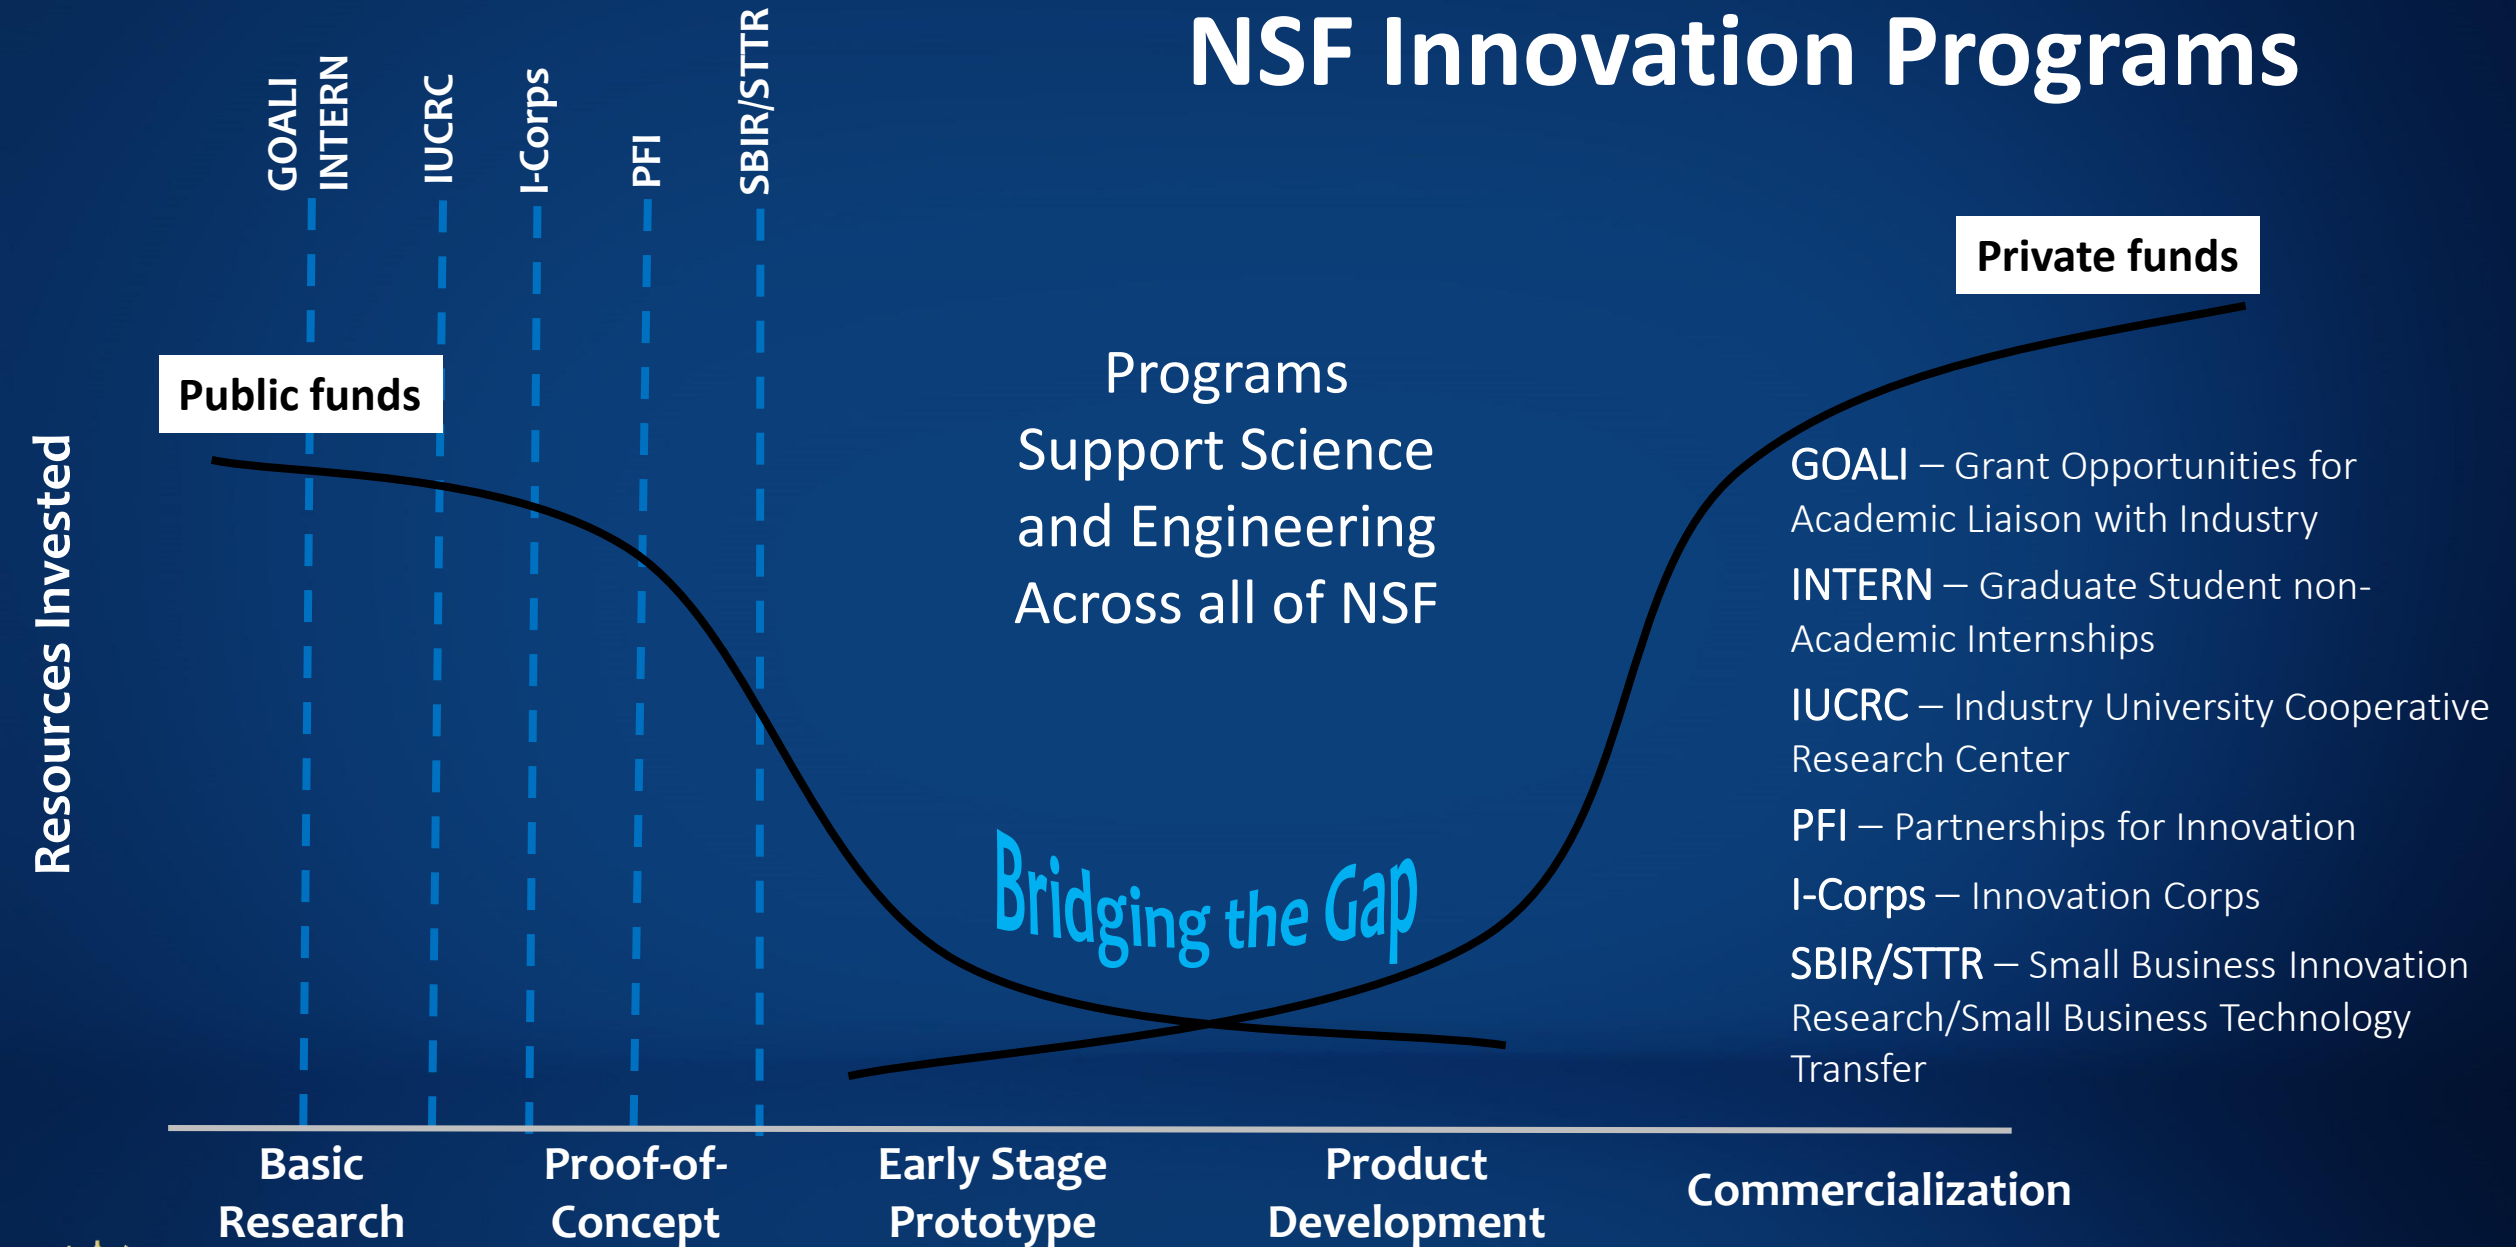 NSF Innovation Programs
GOALI
INTERN
IUCRC
I-Corps
PFI
SBIR/STTR
Private funds
Public funds
Resources Invested
Programs
Support Science
and Engineering
Across all of NSF
Bridging the Gap
GOALI – Grant Opportunities for
Academic Liaison with Industry
INTERN – Graduate Student non-
Academic Internships
IUCRC – Industry University Cooperative
Research Center
PFI – Partnerships for Innovation
I-Corps – Innovation Corps
SBIR/STTR – Small Business Innovation
Research/Small Business Technology
Transfer
Basic
Research
Proof-of-
Concept
Early Stage
Prototype
Product
Development
Commercialization